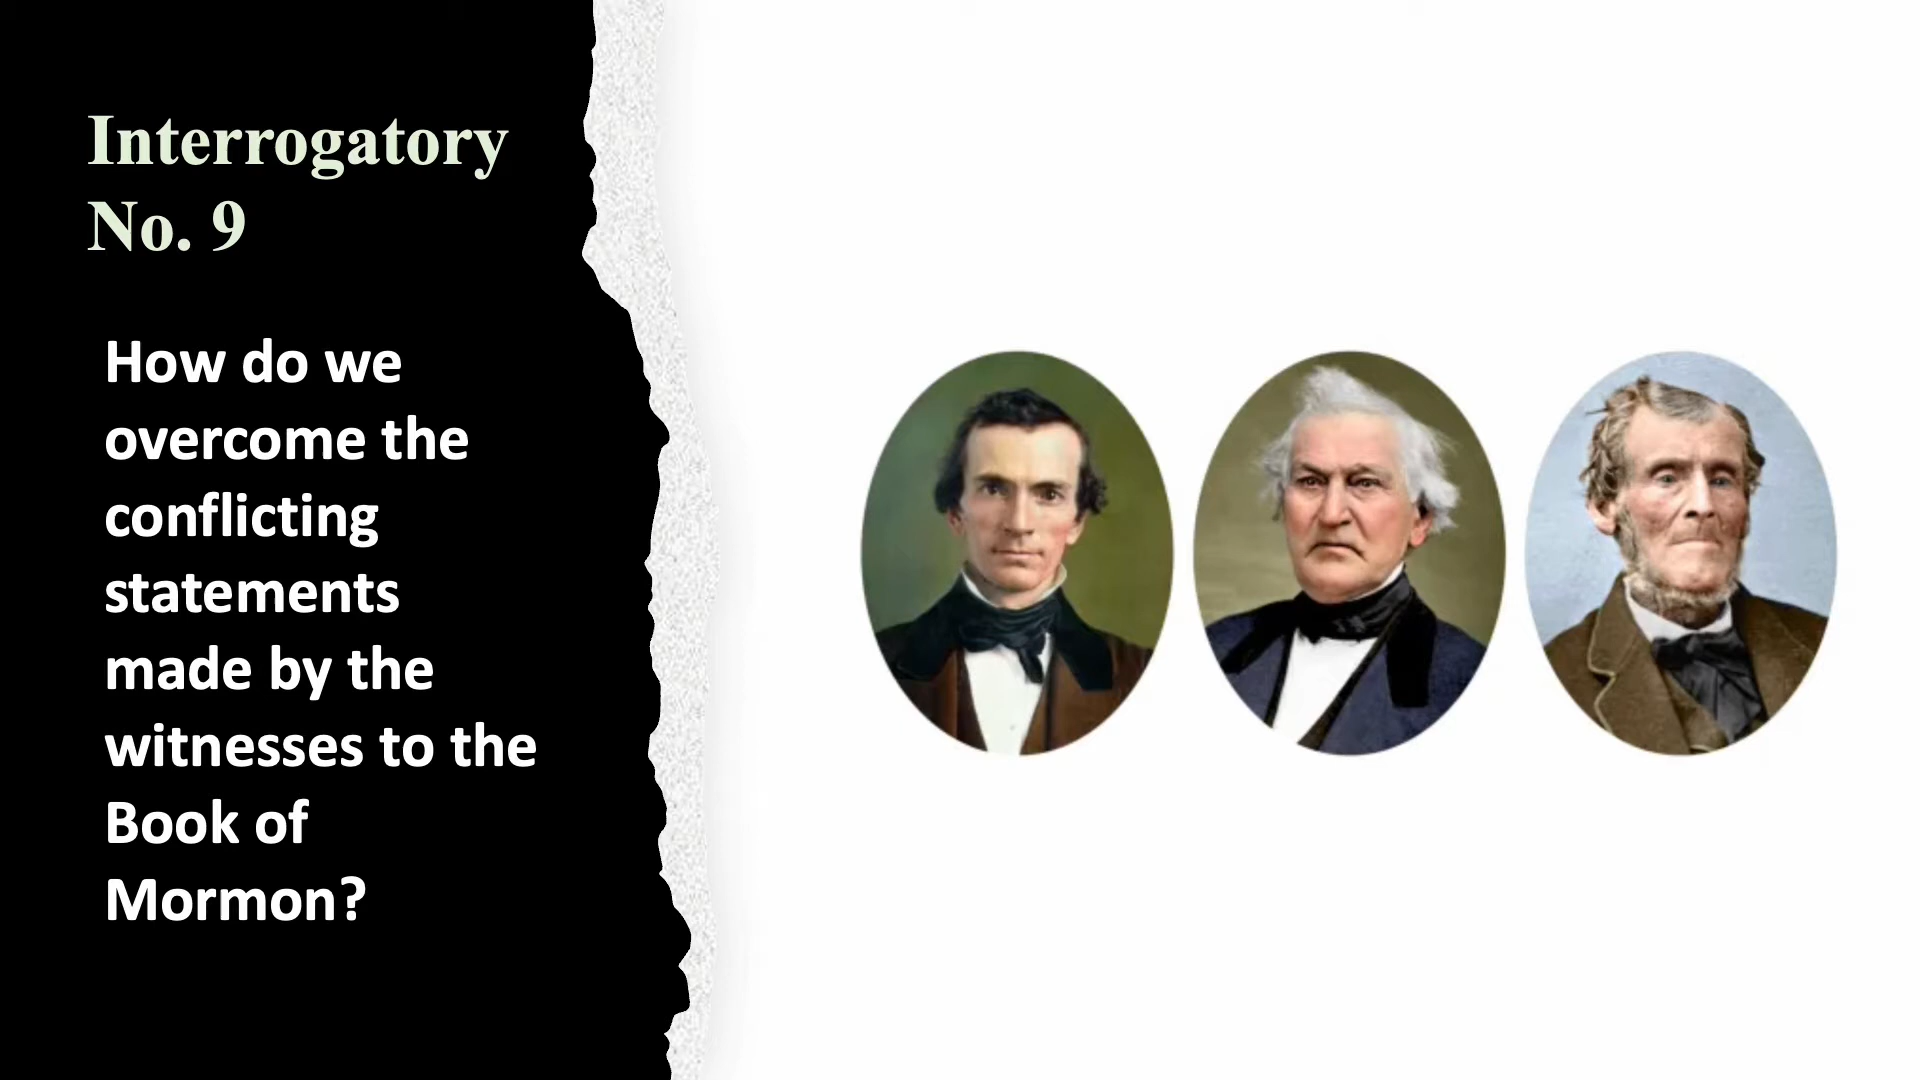 Interrogatory
No. 9
How do we
overcome the
conflicting
statements
made by the
witnesses to the
Book of
Mormon?